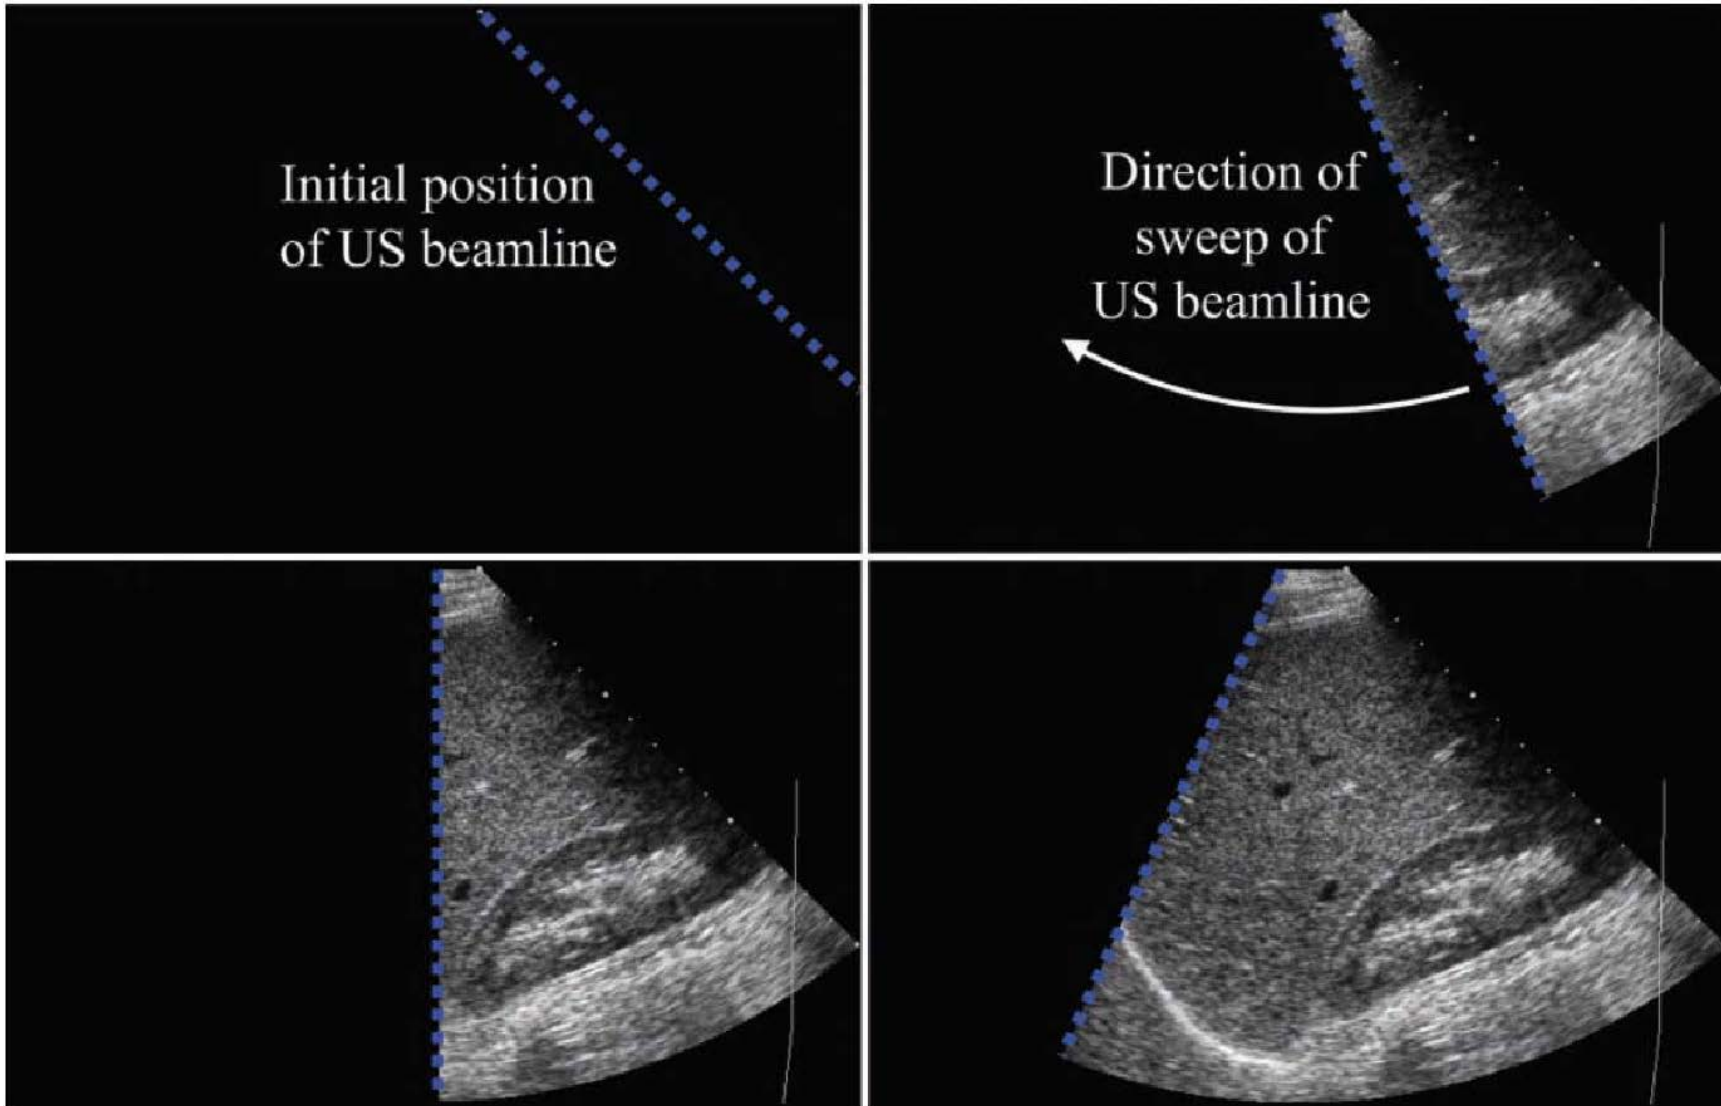 Initial position
of US beamline
Direction of
sweep of
US beamline